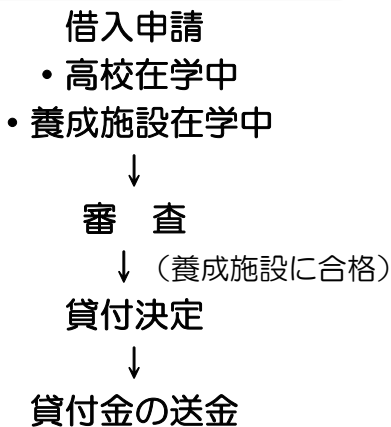 借入申請
・高校在学中
・養成施設在学中
↓
審　査
↓（養成施設に合格）
貸付決定
↓
貸付金の送金